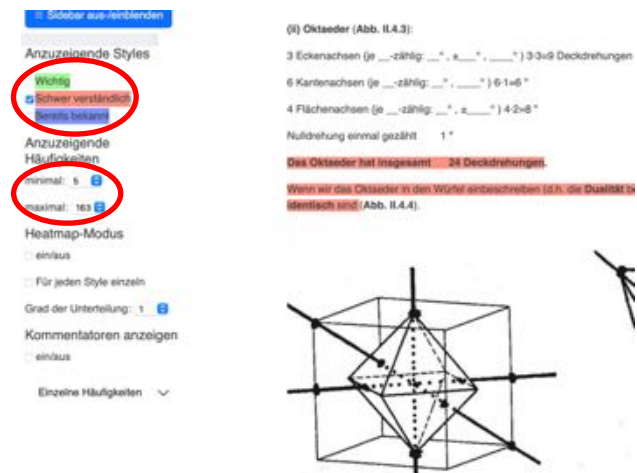 ≡ Sidebar aus-/einblenden
Anzuzeigende Styles
Wichtig
Schwer verständlich
Bereits bekannt
Anzuzeigende
Häufigkeiten
minimal: 5
maximal: 163
Heatmap-Modus
ein/aus
Für jeden Style einzeln
Grad der Unterteilung: 1
Kommentatoren anzeigen
ein/aus
Einzelne Häufigkeiten
(ii) Oktaeder (Abb. II.4.3):
3 Eckenachsen (je __-zählig: __°, ±___°, ____°) 3·3=9 Deckdrehungen
6 Kantenachsen (je __-zählig: __°, ____°) 6·1=6 "
4 Flächenachsen (je __-zählig: __°, ±____°) 4·2=8 "
Nulldrehung einmal gezählt 1 "
Das Oktaeder hat insgesamt 24 Deckdrehungen.
Wenn wir das Oktaeder in den Würfel einbeschreiben (d.h. die Dualität
identisch sind (Abb. II.4.4).